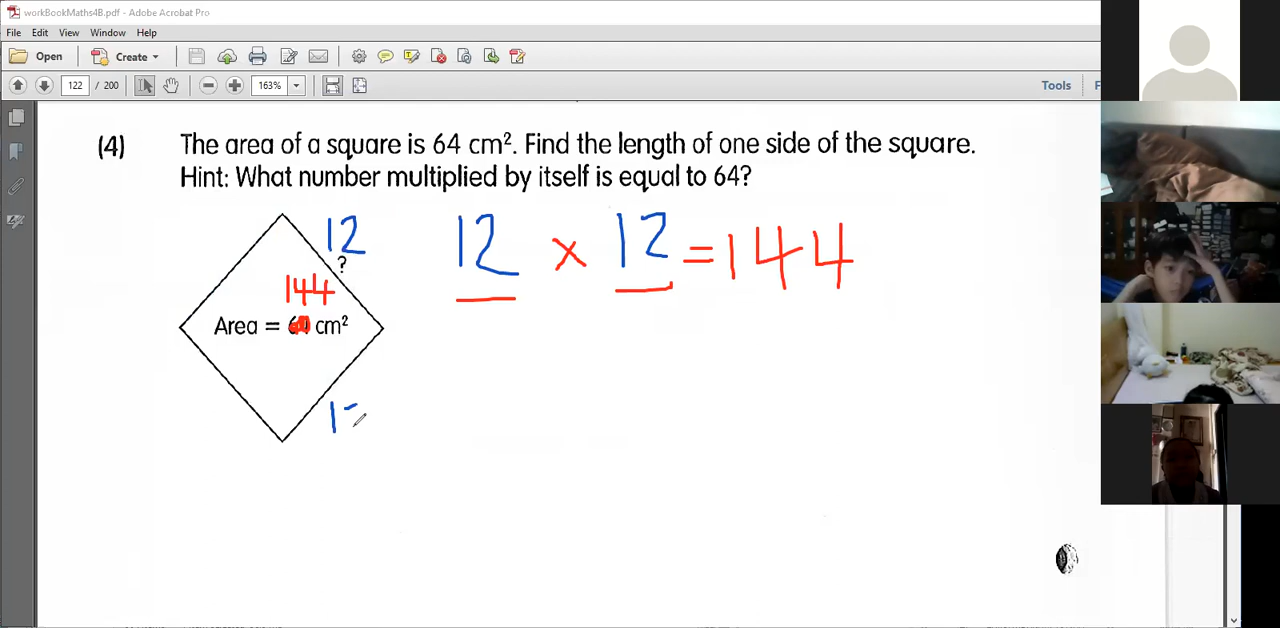 workBookMaths4B.pdf - Adobe Acrobat Pro
File Edit View Window Help
Open Create
122 / 200 163% Tools
(4) The area of a square is 64 cm². Find the length of one side of the square.
Hint: What number multiplied by itself is equal to 64?
12 12 × 12 = 144
?
144
Area = cm²